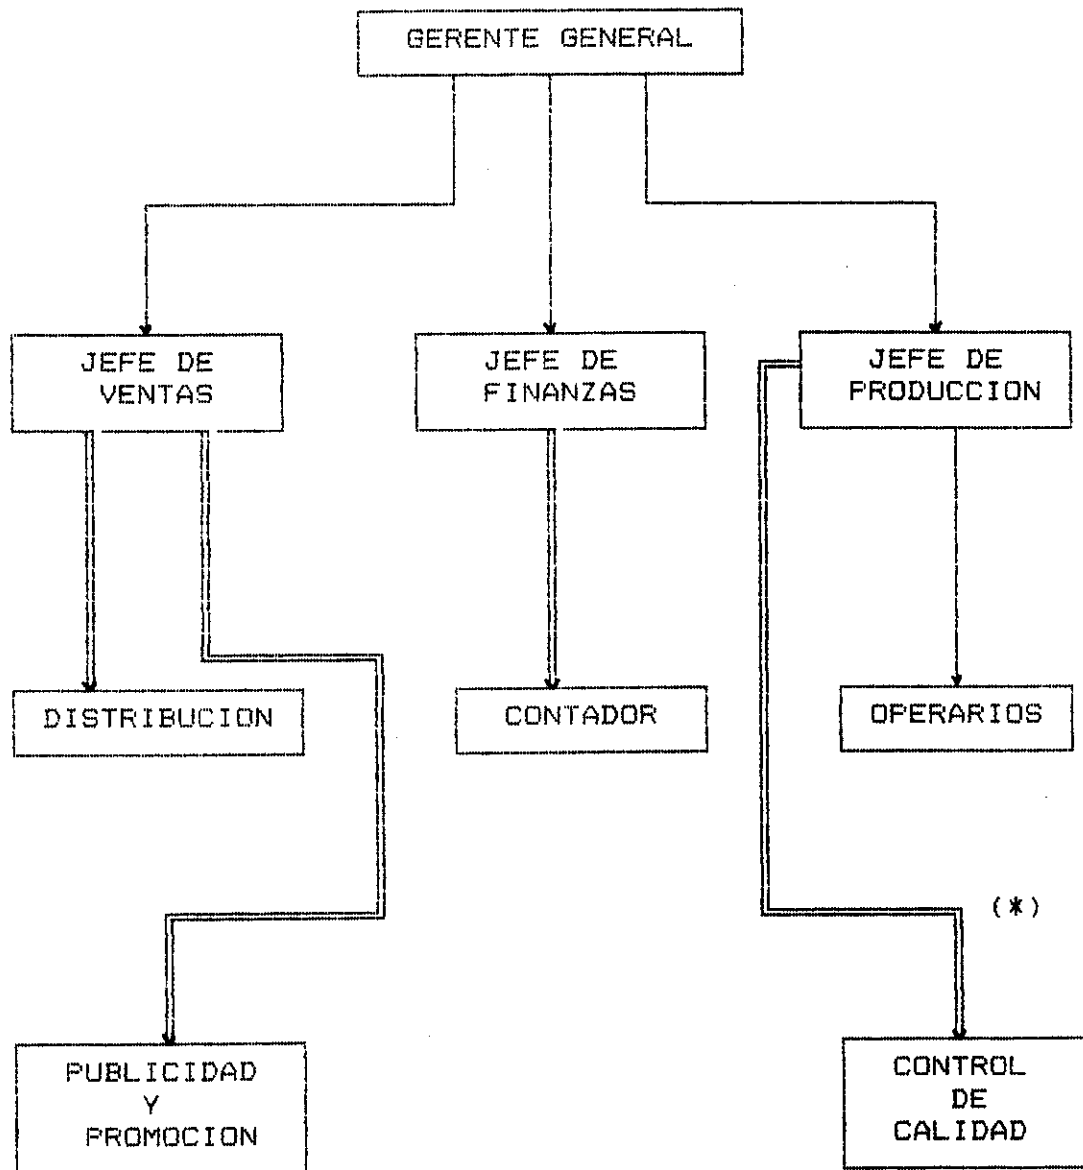 GERENTE GENERAL
JEFE DE
VENTAS
JEFE DE
FINANZAS
JEFE DE
PRODUCCION
DISTRIBUCION
CONTADOR
OPERARIOS
(*)
PUBLICIDAD
Y
PROMOCION
CONTROL
DE
CALIDAD